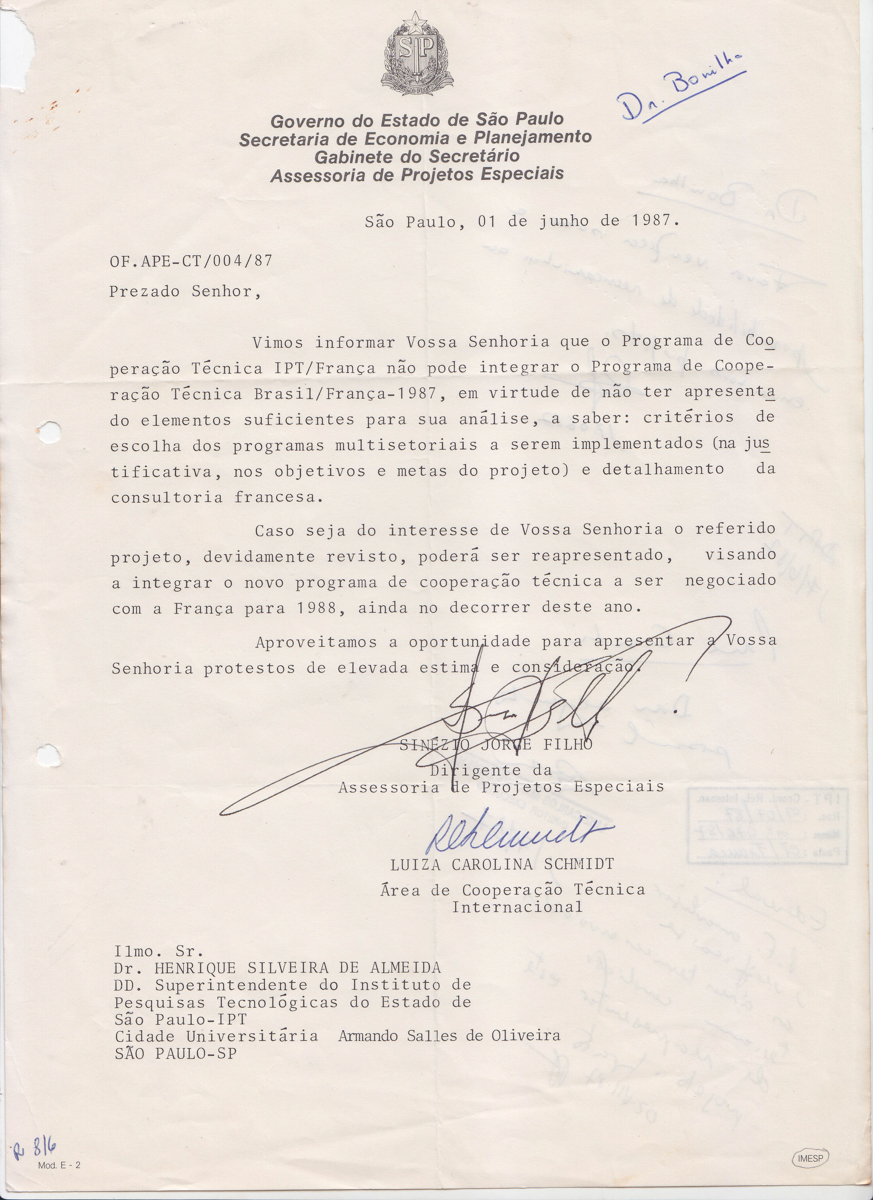 SP
Dr. Bonilha
Governo do Estado de São Paulo
Secretaria de Economia e Planejamento
Gabinete do Secretário
Assessoria de Projetos Especiais
São Paulo, 01 de junho de 1987.
OF.APE-CT/004/87
Prezado Senhor,
Vimos informar Vossa Senhoria que o Programa de Coo
peração Técnica IPT/França não pode integrar o Programa de Coope-
ração Técnica Brasil/França-1987, em virtude de não ter apresenta
do elementos suficientes para sua análise, a saber: critérios de
escolha dos programas multisetoriais a serem implementados (na jus
tificativa, nos objetivos e metas do projeto) e detalhamento da
consultoria francesa.
Caso seja do interesse de Vossa Senhoria o referido
projeto, devidamente revisto, poderá ser reapresentado, visando
a integrar o novo programa de cooperação técnica a ser negociado
com a França para 1988, ainda no decorrer deste ano.
Aproveitamos a oportunidade para apresentar a Vossa
Senhoria protestos de elevada estima e consideração.
SINÉZIO JORGE FILHO
Dirigente da
Assessoria de Projetos Especiais
LUIZA CAROLINA SCHMIDT
Área de Cooperação Técnica
Internacional
Ilmo. Sr.
Dr. HENRIQUE SILVEIRA DE ALMEIDA
DD. Superintendente do Instituto de
Pesquisas Tecnológicas do Estado de
São Paulo-IPT
Cidade Universitária Armando Salles de Oliveira
SÃO PAULO-SP
8/6
Mod. E - 2
IMESP